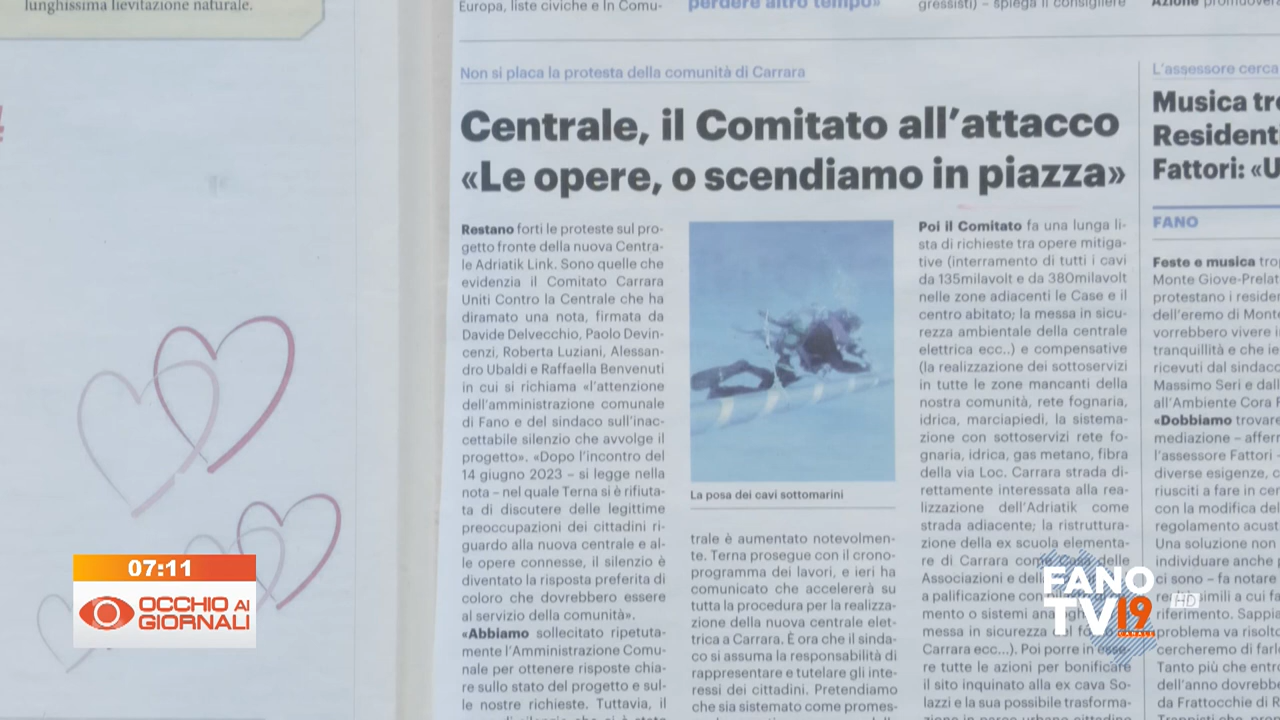 lunghissima lievitazione naturale.
Europa, liste civiche e In Comu-
perdere altro tempo»
gressisti) – spiega il consigliere
Non si placa la protesta della comunità di Carrara
Centrale, il Comitato all'attacco
«Le opere, o scendiamo in piazza»
Restano forti le proteste sul pro-
getto fronte della nuova Centra-
le Adriatik Link. Sono quelle che
evidenzia il Comitato Carrara
Uniti Contro la Centrale che ha
diramato una nota, firmata da
Davide Delvecchio, Paolo Devin-
cenzi, Roberta Luziani, Alessan-
dro Ubaldi e Raffaella Benvenuti
in cui si richiama «l'attenzione
dell'amministrazione comunale
di Fano e del sindaco sull'inac-
cettabile silenzio che avvolge il
progetto». «Dopo l'incontro del
14 giugno 2023 – si legge nella
nota – nel quale Terna si è rifiuta-
ta di discutere delle legittime
preoccupazioni dei cittadini ri-
guardo alla nuova centrale e al-
le opere connesse, il silenzio è
diventato la risposta preferita di
coloro che dovrebbero essere
al servizio della comunità».
«Abbiamo sollecitato ripetuta-
mente l'Amministrazione Comu-
nale per ottenere risposte chia-
re sullo stato del progetto e sul-
le nostre richieste. Tuttavia, il
La posa dei cavi sottomarini
trale è aumentato notevolmen-
te. Terna prosegue con il crono-
programma dei lavori, e ieri ha
comunicato che accelererà su
tutta la procedura per la realizza-
zione della nuova centrale elet-
trica a Carrara. È ora che il sinda-
co si assuma la responsabilità di
rappresentare e tutelare gli inte-
ressi dei cittadini. Pretendiamo
che sia sistemato come promes-
Poi il Comitato fa una lunga li-
sta di richieste tra opere mitiga-
tive (interramento di tutti i cavi
da 135milavolt e da 380milavolt
nelle zone adiacenti le Case e il
centro abitato; la messa in sicu-
rezza ambientale della centrale
elettrica ecc..) e compensative
(la realizzazione dei sottoservizi
in tutte le zone mancanti della
nostra comunità, rete fognaria,
idrica, marciapiedi, la sistema-
zione con sottoservizi rete fo-
gnaria, idrica, gas metano, fibra
della via Loc. Carrara strada di-
rettamente interessata alla rea-
lizzazione dell'Adriatik come
strada adiacente; la ristruttura-
zione della ex scuola elementa-
re di Carrara come delle
Associazioni e
a palificazione con
mento o sistemi
messa in sicurezza
Carrara ecc...). Poi porre in
re tutte le azioni per bonificare
il sito inquinato alla ex cava So-
lazzi e la sua possibile trasforma-
L'assessore cerca
Musica
Resident
Fattori:
FANO
Feste e musica
Monte Giove-Prelat
protestano i reside
dell'eremo di Monte
vorrebbero vivere
tranquillità e che ie
ricevuti dal sindaco
Massimo Seri e dall
all'Ambiente Cora F
«Dobbiamo trovare
mediazione – affer
l'assessore Fattori –
diverse esigenze, c
riusciti a fare in cer
con la modifica del
regolamento acust
Una soluzione non
individuare anche
ci sono – fa notare
simili a cui fa
riferimento. Sappia
problema va risolto
cercheremo di farlo
Tanto più che entro
dell'anno dovrebbe
da Frattocchie di
07:11
OCCHIO AI
GIORNALI
FANO
TV19
CANALE
HD